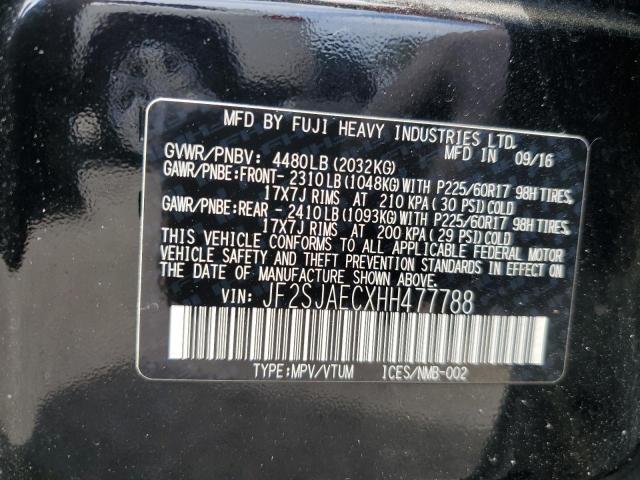 MFD BY FUJI HEAVY INDUSTRIES LTD.
MFD IN 09/16
GVWR/PNBV: 4480LB (2032KG)
GAWR/PNBE:FRONT- 2310LB(1048KG)WITH P225/60R17 98H TIRES,
17X7J RIMS AT 210 KPA(30 PSI)COLD
GAWR/PNBE:REAR - 2410LB(1093KG)WITH P225/60R17 98H TIRES,
17X7J RIMS AT 200 KPA(29 PSI)COLD
THIS VEHICLE CONFORMS TO ALL APPLICABLE FEDERAL MOTOR
VEHICLE SAFETY AND THEFT PREVENTION STANDARDS IN EFFECT ON
THE DATE OF MANUFACTURE SHOWN ABOVE.
VIN: JF2SJAECXHH477788
TYPE:MPV/VTUM ICES/NMB-002